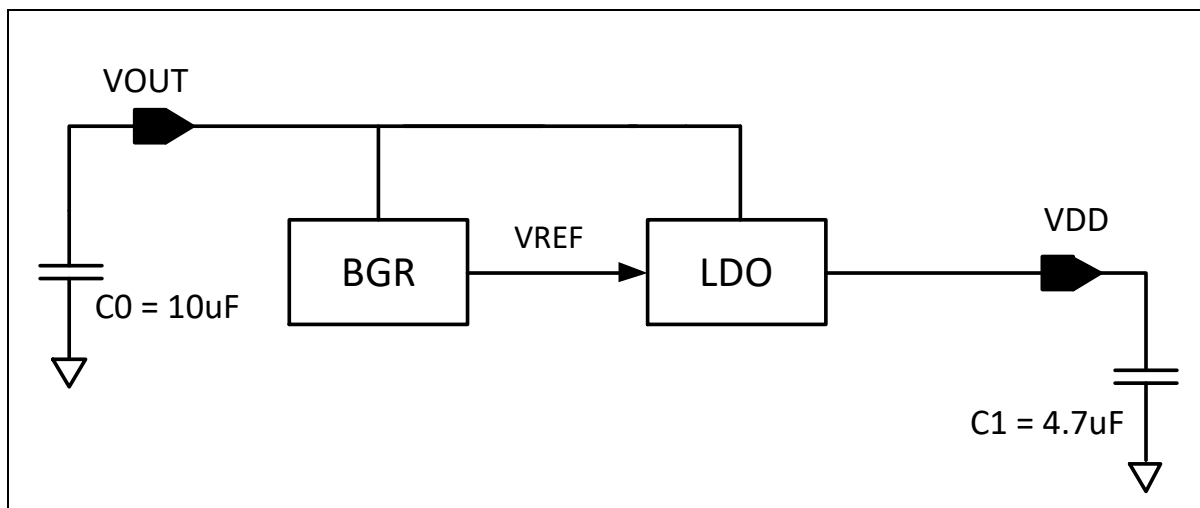 VOUT
C0 = 10uF
BGR
VREF
LDO
VDD
C1 = 4.7uF